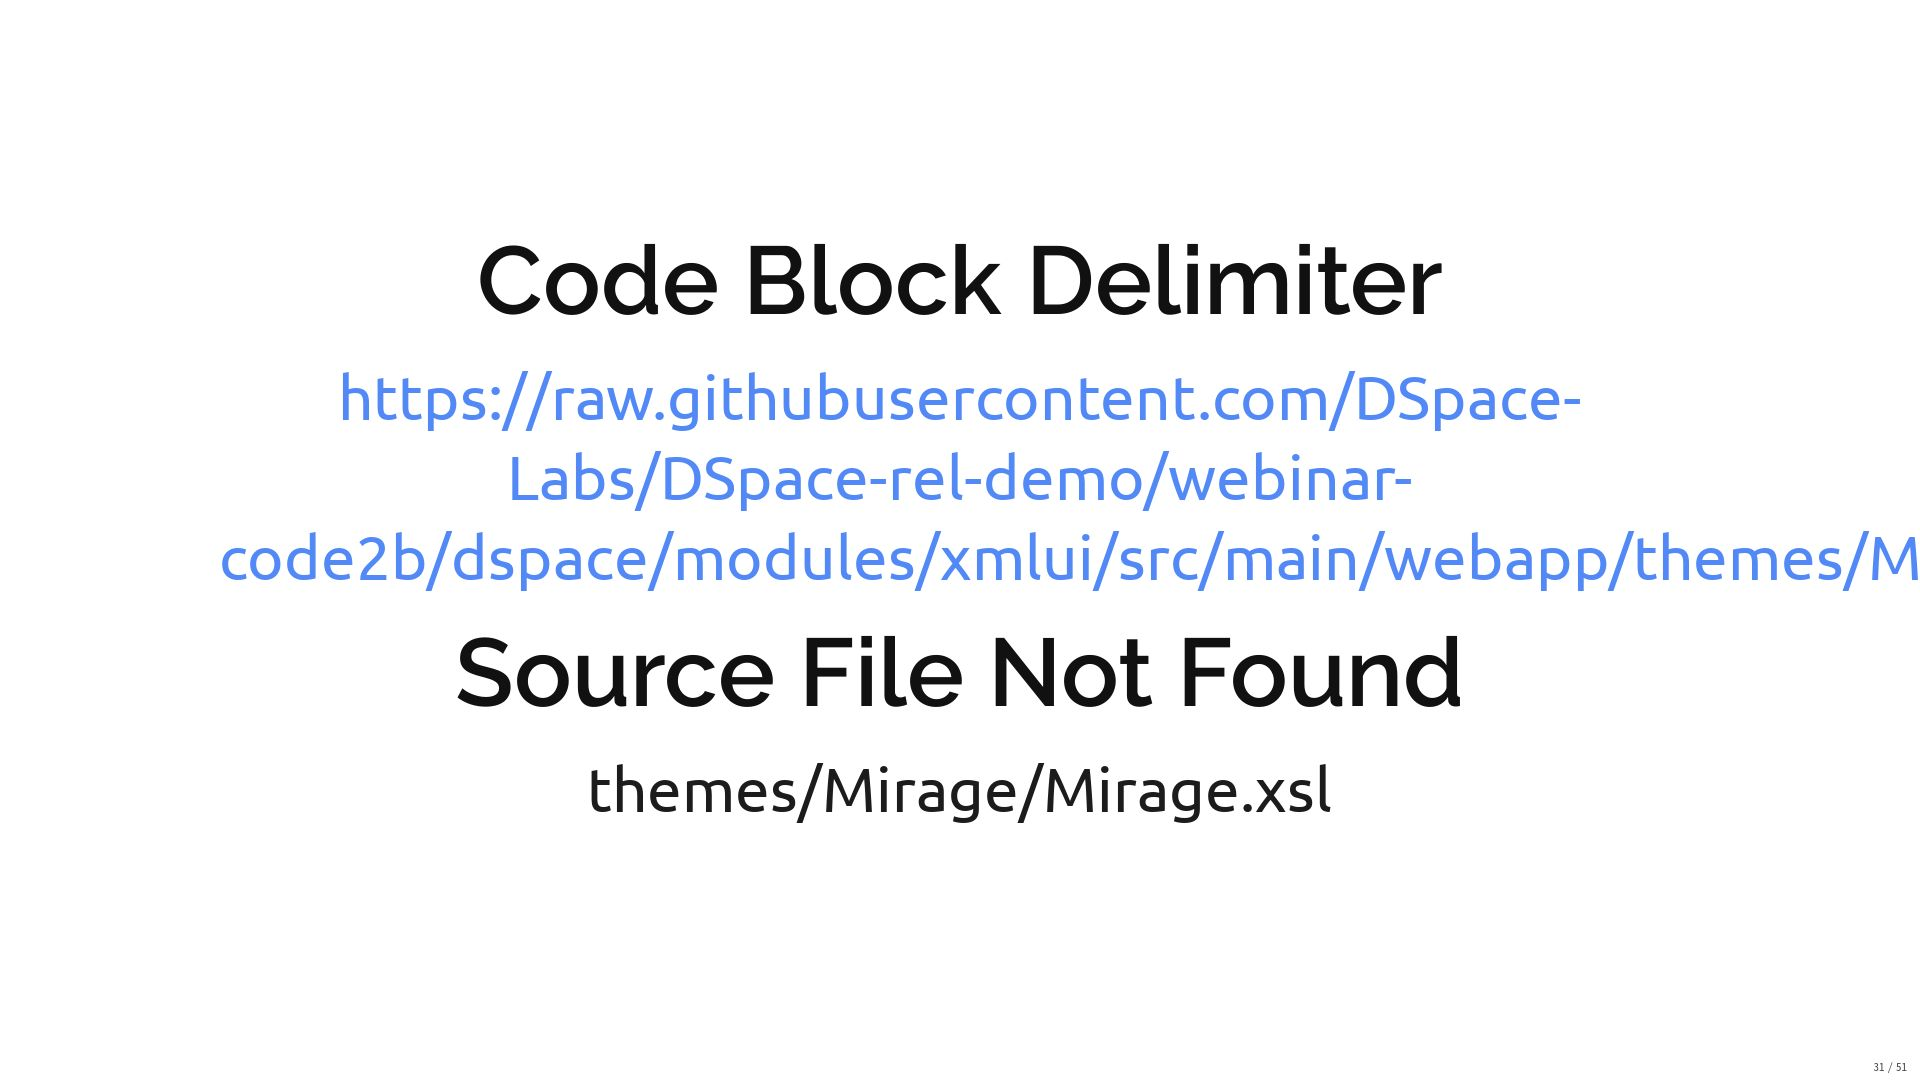 Code Block Delimiter
https://raw.githubusercontent.com/DSpace-
Labs/DSpace-rel-demo/webinar-
code2b/dspace/modules/xmlui/src/main/webapp/themes/M
Source File Not Found
themes/Mirage/Mirage.xsl
31 / 51